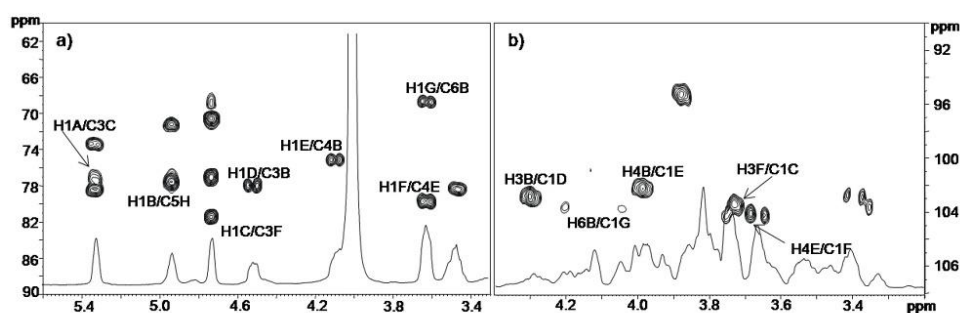 ppm
a)
62
66
70
74
78
82
86
90
H1A/C3C
H1B/C5H
H1C/C3F
H1D/C3B
H1E/C4B
H1F/C4E
H1G/C6B
5.4 5.0 4.6 4.2 3.8 3.4 ppm
b)
ppm
92
96
100
104
108
H3B/C1D
H6B/C1G
H4B/C1E
H3F/C1C
H4E/C1F
4.2 4.0 3.8 3.6 3.4 ppm